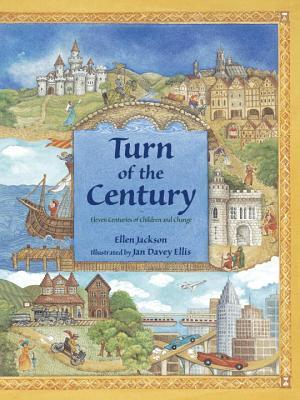 Turn
of the
Century
Eleven Centuries of Children and Change
Ellen Jackson
Illustrated by Jan Davey Ellis